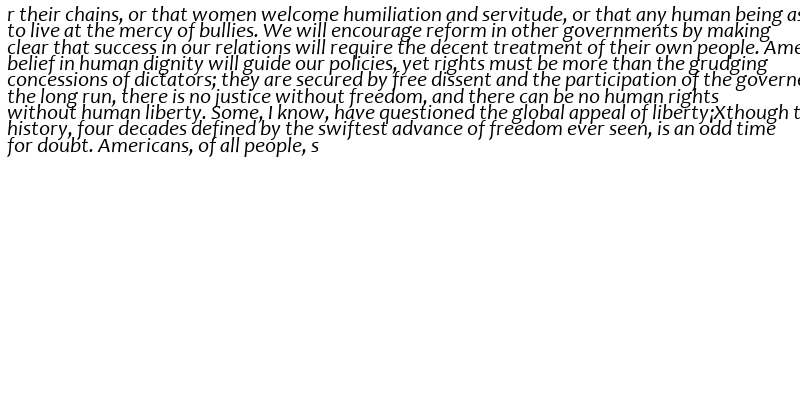 r their chains, or that women welcome humiliation and servitude, or that any human being as
to live at the mercy of bullies. We will encourage reform in other governments by making
clear that success in our relations will require the decent treatment of their own people. Ame
belief in human dignity will guide our policies, yet rights must be more than the grudging
concessions of dictators; they are secured by free dissent and the participation of the governe
the long run, there is no justice without freedom, and there can be no human rights
without human liberty. Some, I know, have questioned the global appeal of liberty;Xthough t
history, four decades defined by the swiftest advance of freedom ever seen, is an odd time
for doubt. Americans, of all people, s